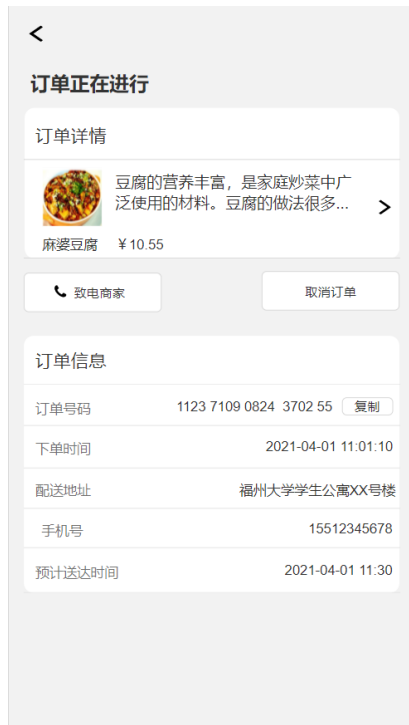 订单正在进行
订单详情
豆腐的营养丰富，是家庭炒菜中广
泛使用的材料。豆腐的做法很多...
麻婆豆腐 ￥10.55
致电商家 取消订单
订单信息
订单号码 1123 7109 0824 3702 55 复制
下单时间 2021-04-01 11:01:10
配送地址 福州大学学生公寓XX号楼
手机号 15512345678
预计送达时间 2021-04-01 11:30